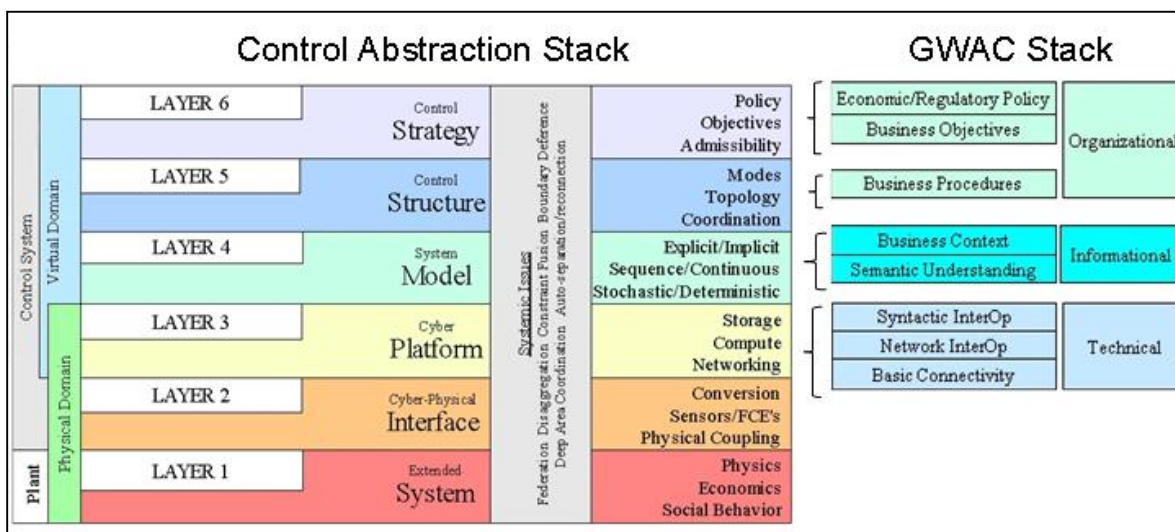 Control Abstraction Stack
GWAC Stack
Control System
Virtual Domain
Plant
Physical Domain
LAYER 6
Control
Strategy
LAYER 5
Control
Structure
LAYER 4
System
Model
LAYER 3
Cyber
Platform
LAYER 2
Cyber-Physical
Interface
LAYER 1
Extended
System
Systemic Issues
Federation Disaggregation Constraint Fusion Boundary Deference
Deep Area Coordination Auto-separation/reconnection
Policy
Objectives
Admissibility
Modes
Topology
Coordination
Explicit/Implicit
Sequence/Continuous
Stochastic/Deterministic
Storage
Compute
Networking
Conversion
Sensors/FCE's
Physical Coupling
Physics
Economics
Social Behavior
Economic/Regulatory Policy
Business Objectives
Business Procedures
Organizational
Business Context
Semantic Understanding
Informational
Syntactic InterOp
Network InterOp
Basic Connectivity
Technical